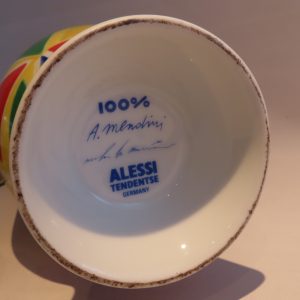 100%
A. Mendini
ALESSI
TENDENTSE
GERMANY